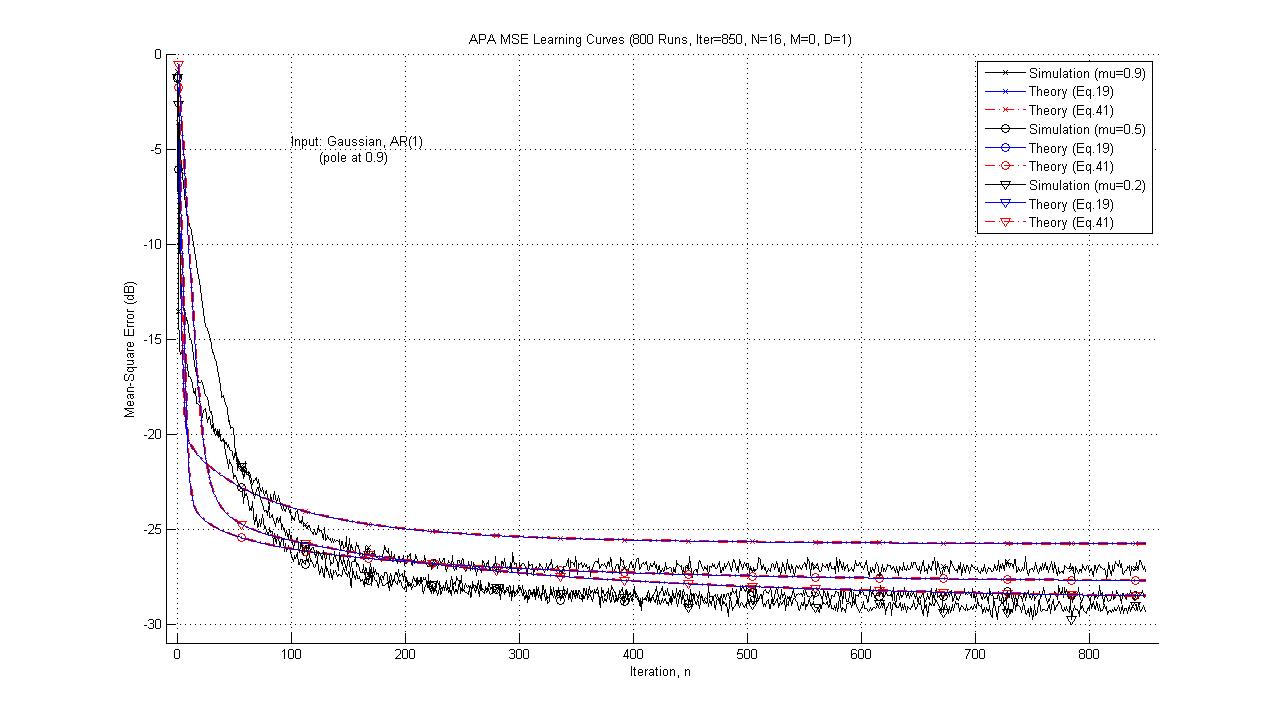 APA MSE Learning Curves (800 Runs, Iter=850, N=16, M=0, D=1)
0
-5
-10
-15
-20
-25
-30
Mean-Square Error (dB)
Input: Gaussian, AR(1)
(pole at 0.9)
Simulation (mu=0.9)
Theory (Eq.19)
Theory (Eq.41)
Simulation (mu=0.5)
Theory (Eq.19)
Theory (Eq.41)
Simulation (mu=0.2)
Theory (Eq.19)
Theory (Eq.41)
0 100 200 300 400 500 600 700 800
Iteration, n